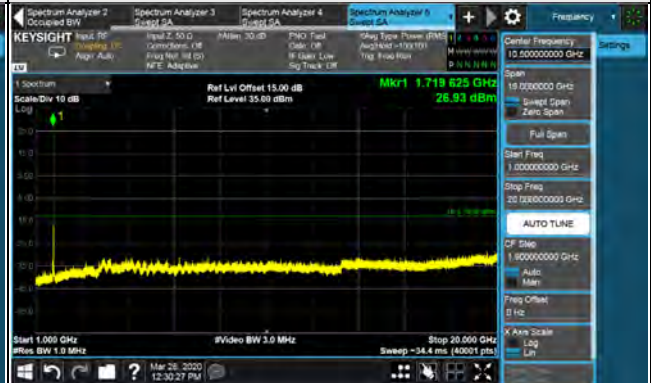 Spectrum Analyzer 2
Occupied BW
Spectrum Analyzer 3
Swept SA
Spectrum Analyzer 4
Swept SA
Spectrum Analyzer 5
Swept SA
Frequency
KEYSIGHT
Input: RF
Coupling: DC
Align: Auto
Input Z: 50 Ω
Corrections: Off
Freq Ref: Int (S)
NFE: Adaptive
#Atten: 30 dB
PNO: Fast
Gate: Off
IF Gain: Low
Sig Track: Off
#Avg Type: Power (RMS
Avg|Hold:>100/100
Trig: Free Run
Center Frequency
10.500000000 GHz
Settings
Span
19.0000000 GHz
Swept Span
Zero Span
Full Span
Start Freq
1.000000000 GHz
Stop Freq
20.000000000 GHz
AUTO TUNE
CF Step
1.900000000 GHz
Auto
Man
Freq Offset
0 Hz
X Axis Scale
Log
Lin
1 Spectrum
Scale/Div 10 dB
Log
Ref Lvl Offset 15.00 dB
Ref Level 35.00 dBm
Mkr1 1.719 625 GHz
26.93 dBm
1
Start 1.000 GHz
#Res BW 1.0 MHz
#Video BW 3.0 MHz
Stop 20.000 GHz
Sweep ~34.4 ms (40001 pts)
?
Mar 26, 2020
12:30:27 PM